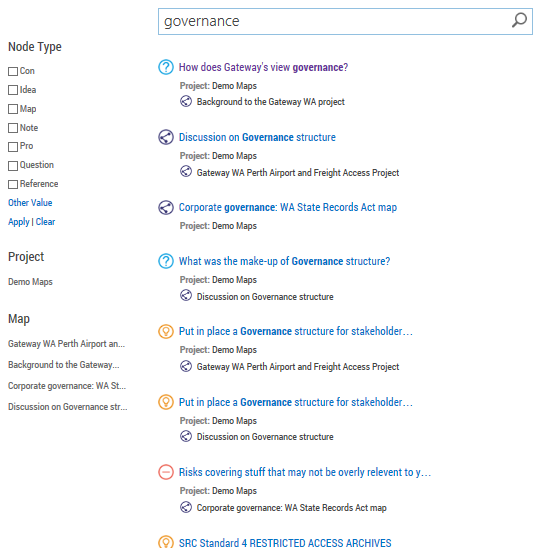 governance
Node Type
Con
Idea
Map
Note
Pro
Question
Reference
Other Value
Apply | Clear
Project
Demo Maps
Map
Gateway WA Perth Airport an...
Background to the Gateway...
Corporate governance: WA St...
Discussion on Governance str...
How does Gateway's view governance?
Project: Demo Maps
Background to the Gateway WA project
Discussion on Governance structure
Project: Demo Maps
Gateway WA Perth Airport and Freight Access Project
Corporate governance: WA State Records Act map
Project: Demo Maps
What was the make-up of Governance structure?
Project: Demo Maps
Discussion on Governance structure
Put in place a Governance structure for stakeholder...
Project: Demo Maps
Gateway WA Perth Airport and Freight Access Project
Put in place a Governance structure for stakeholder...
Project: Demo Maps
Discussion on Governance structure
Risks covering stuff that may not be overly relevent to y...
Project: Demo Maps
Corporate governance: WA State Records Act map
SRC Standard 4 RESTRICTED ACCESS ARCHIVES